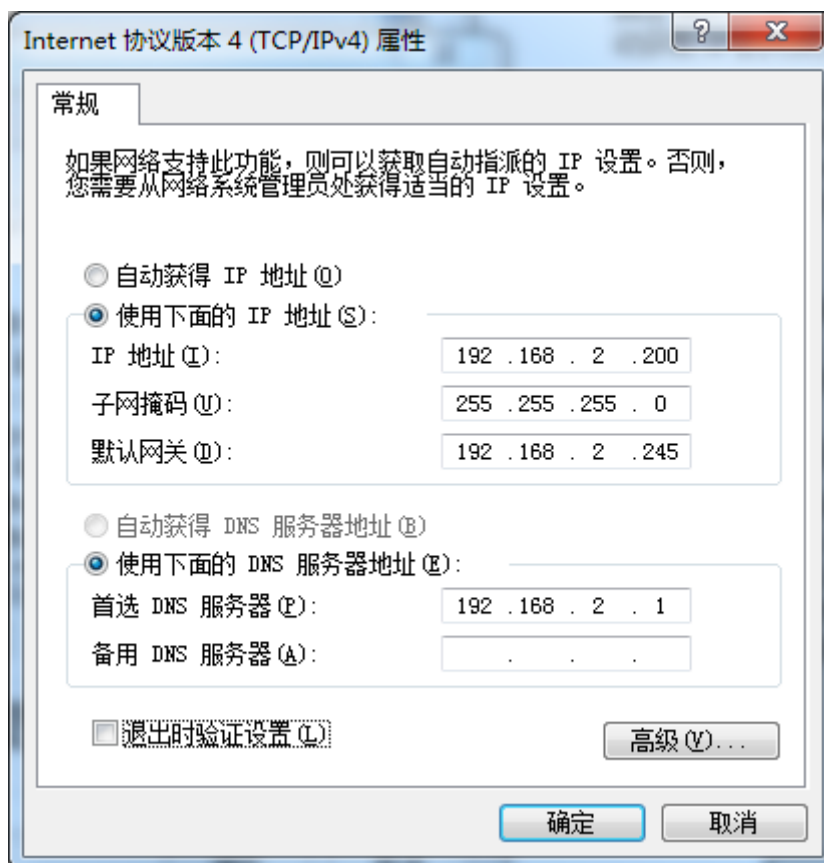 Internet 协议版本 4 (TCP/IPv4) 属性
常规
如果网络支持此功能，则可以获取自动指派的 IP 设置。否则，
您需要从网络系统管理员处获得适当的 IP 设置。
自动获得 IP 地址(O)
使用下面的 IP 地址(S):
IP 地址(I): 192 .168 . 2 .200
子网掩码(U): 255 .255 .255 . 0
默认网关(D): 192 .168 . 2 .245
自动获得 DNS 服务器地址(B)
使用下面的 DNS 服务器地址(E):
首选 DNS 服务器(P): 192 .168 . 2 . 1
备用 DNS 服务器(A): . . .
退出时验证设置(L)
高级(V)...
确定 取消